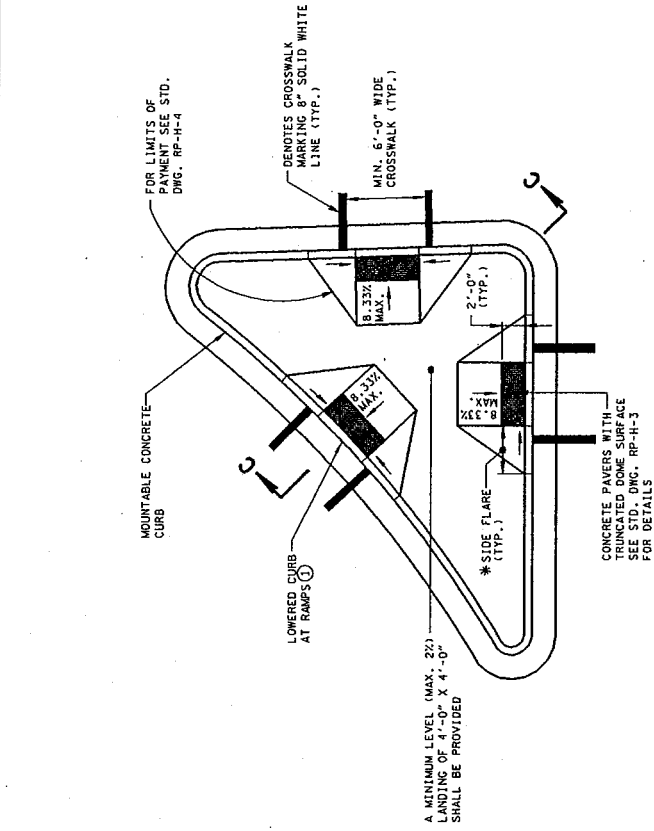 MOUNTABLE CONCRETE
CURB
FOR LIMITS OF
PAYMENT SEE STD.
DWG. RP-H-4
DENOTES CROSSWALK
MARKING 8" SOLID WHITE
LINE (TYP.)
MIN. 6'-0" WIDE
CROSSWALK (TYP.)
C
8.33%
MAX.
2'-0"
(TYP.)
8.33%
MAX.
8.33%
MAX.
C
LOWERED CURB
AT RAMPS 1
*SIDE FLARE
(TYP.)
A MINIMUM LEVEL (MAX. 2%)
LANDING OF 4'-0" X 4'-0"
SHALL BE PROVIDED
CONCRETE PAVERS WITH
TRUNCATED DOME SURFACE
SEE STD. DWG. RP-H-3
FOR DETAILS